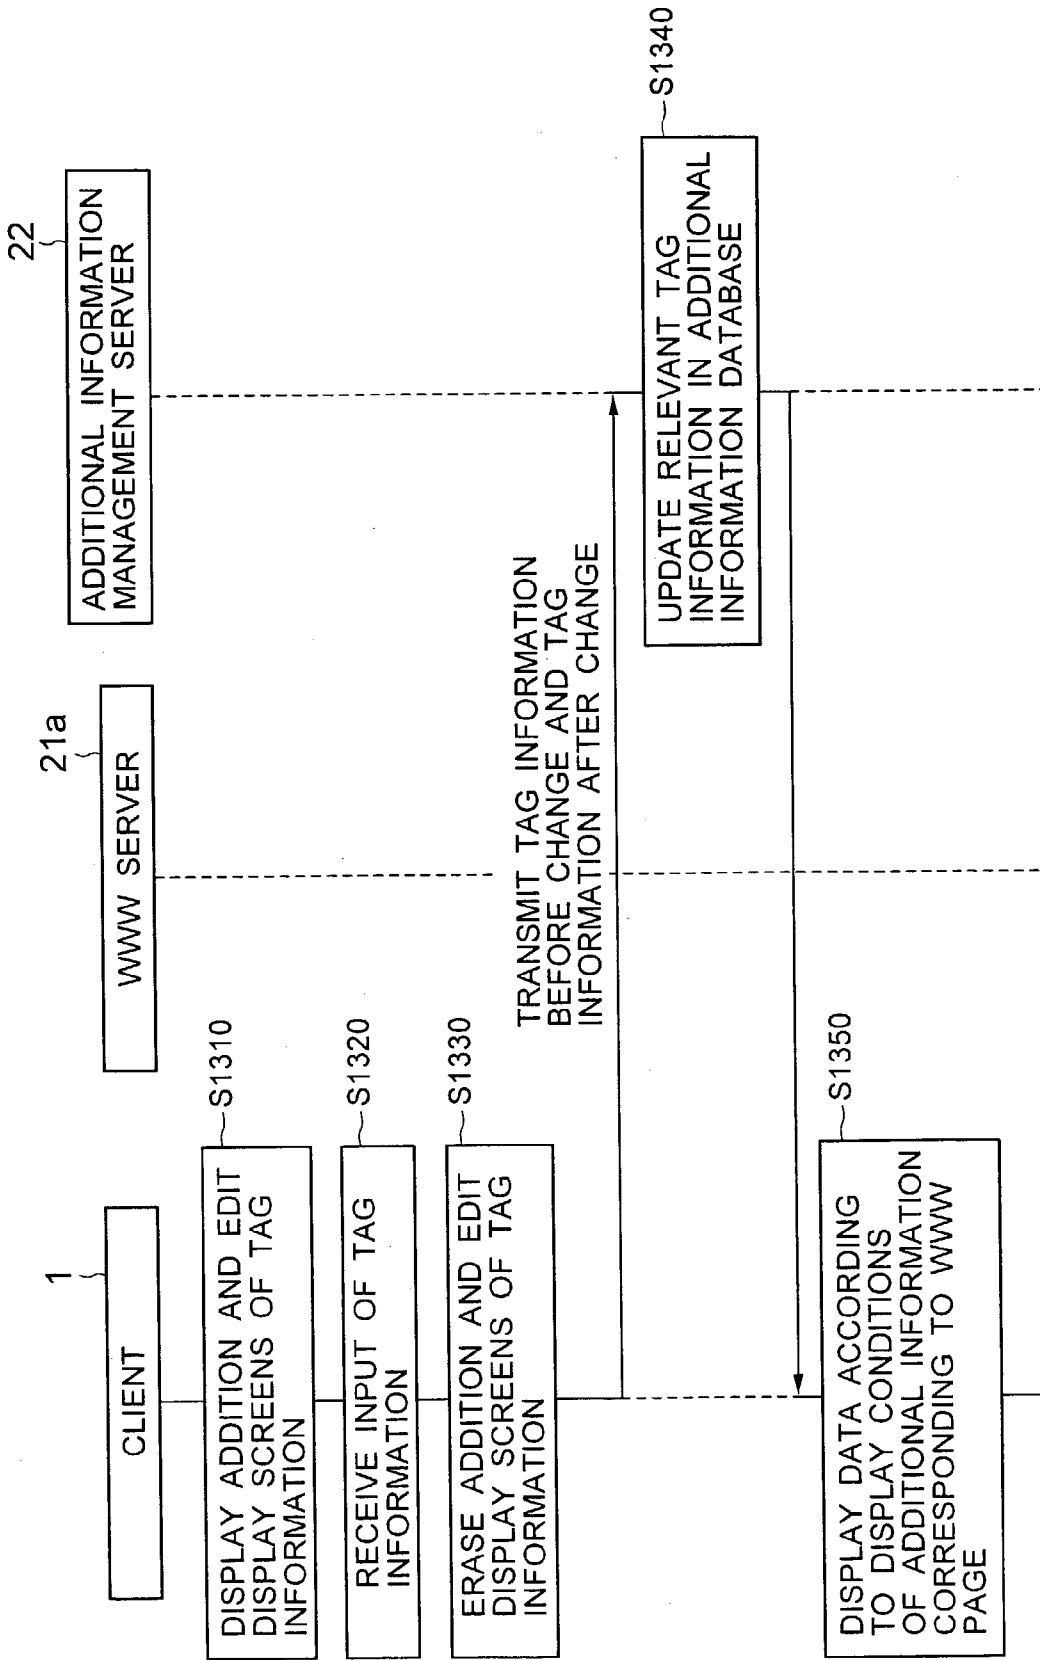 1
CLIENT
21a
WWW SERVER
22
ADDITIONAL INFORMATION
MANAGEMENT SERVER
DISPLAY ADDITION AND EDIT
DISPLAY SCREENS OF TAG
INFORMATION
S1310
RECEIVE INPUT OF TAG
INFORMATION
S1320
ERASE ADDITION AND EDIT
DISPLAY SCREENS OF TAG
INFORMATION
S1330
TRANSMIT TAG INFORMATION
BEFORE CHANGE AND TAG
INFORMATION AFTER CHANGE
UPDATE RELEVANT TAG
INFORMATION IN ADDITIONAL
INFORMATION DATABASE
S1340
DISPLAY DATA ACCORDING
TO DISPLAY CONDITIONS
OF ADDITIONAL INFORMATION
CORRESPONDING TO WWW
PAGE
S1350